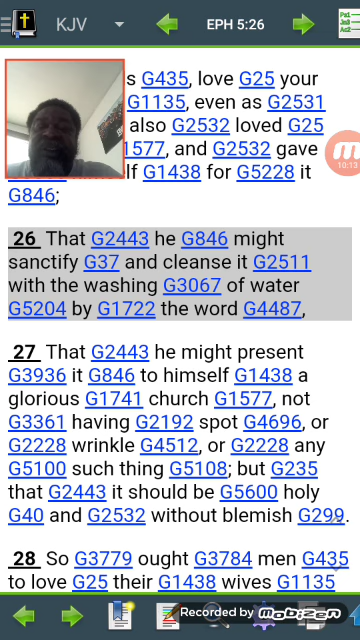 KJV EPH 5:26
Pa1
Jn3
Ac2
s G435, love G25 your
G1135, even as G2531
also G2532 loved G25
1577, and G2532 gave
lf G1438 for G5228 it
G846;
10:13
26 That G2443 he G846 might
sanctify G37 and cleanse it G2511
with the washing G3067 of water
G5204 by G1722 the word G4487,
27 That G2443 he might present
G3936 it G846 to himself G1438 a
glorious G1741 church G1577, not
G3361 having G2192 spot G4696, or
G2228 wrinkle G4512, or G2228 any
G5100 such thing G5108; but G235
that G2443 it should be G5600 holy
G40 and G2532 without blemish G299.
28 So G3779 ought G3784 men G435
to love G25 their G1438 wives G1135
Recorded by mobizen